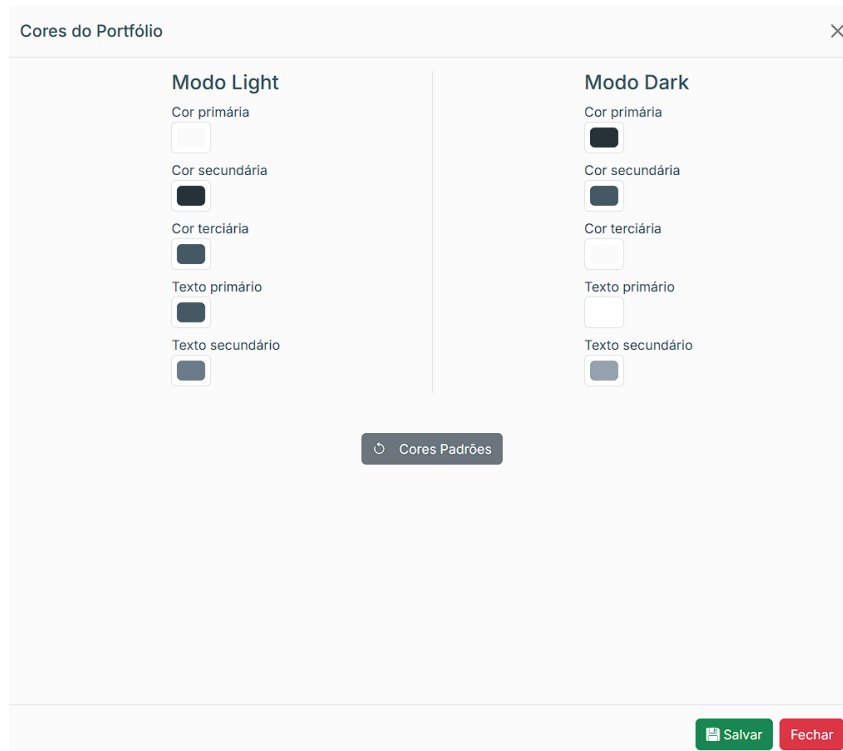 Cores do Portfólio
Modo Light
Cor primária
Cor secundária
Cor terciária
Texto primário
Texto secundário
Modo Dark
Cor primária
Cor secundária
Cor terciária
Texto primário
Texto secundário
Cores Padrões
Salvar
Fechar